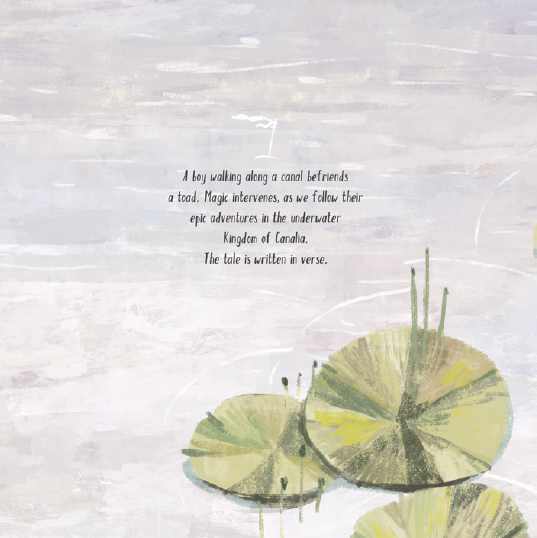 A boy walking along a canal befriends
a toad. Magic intervenes, as we follow their
epic adventures in the underwater
Kingdom of Canalia.
The tale is written in verse.